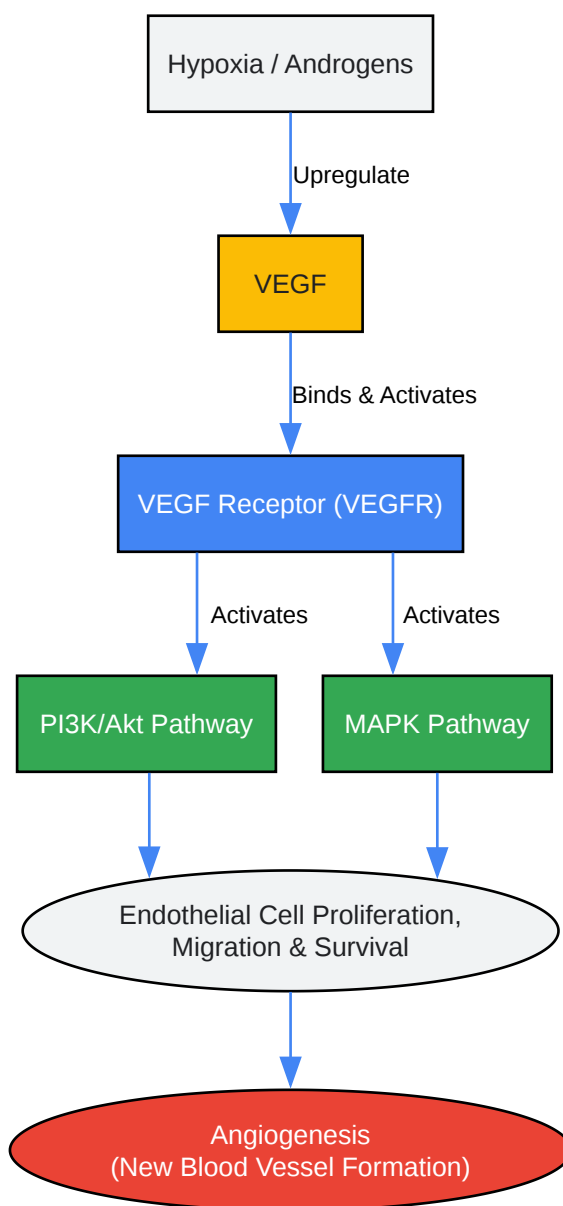 Hypoxia / Androgens
Upregulate
VEGF
Binds & Activates
VEGF Receptor (VEGFR)
Activates
Activates
PI3K/Akt Pathway
MAPK Pathway
Endothelial Cell Proliferation,
Migration & Survival
Angiogenesis
(New Blood Vessel Formation)